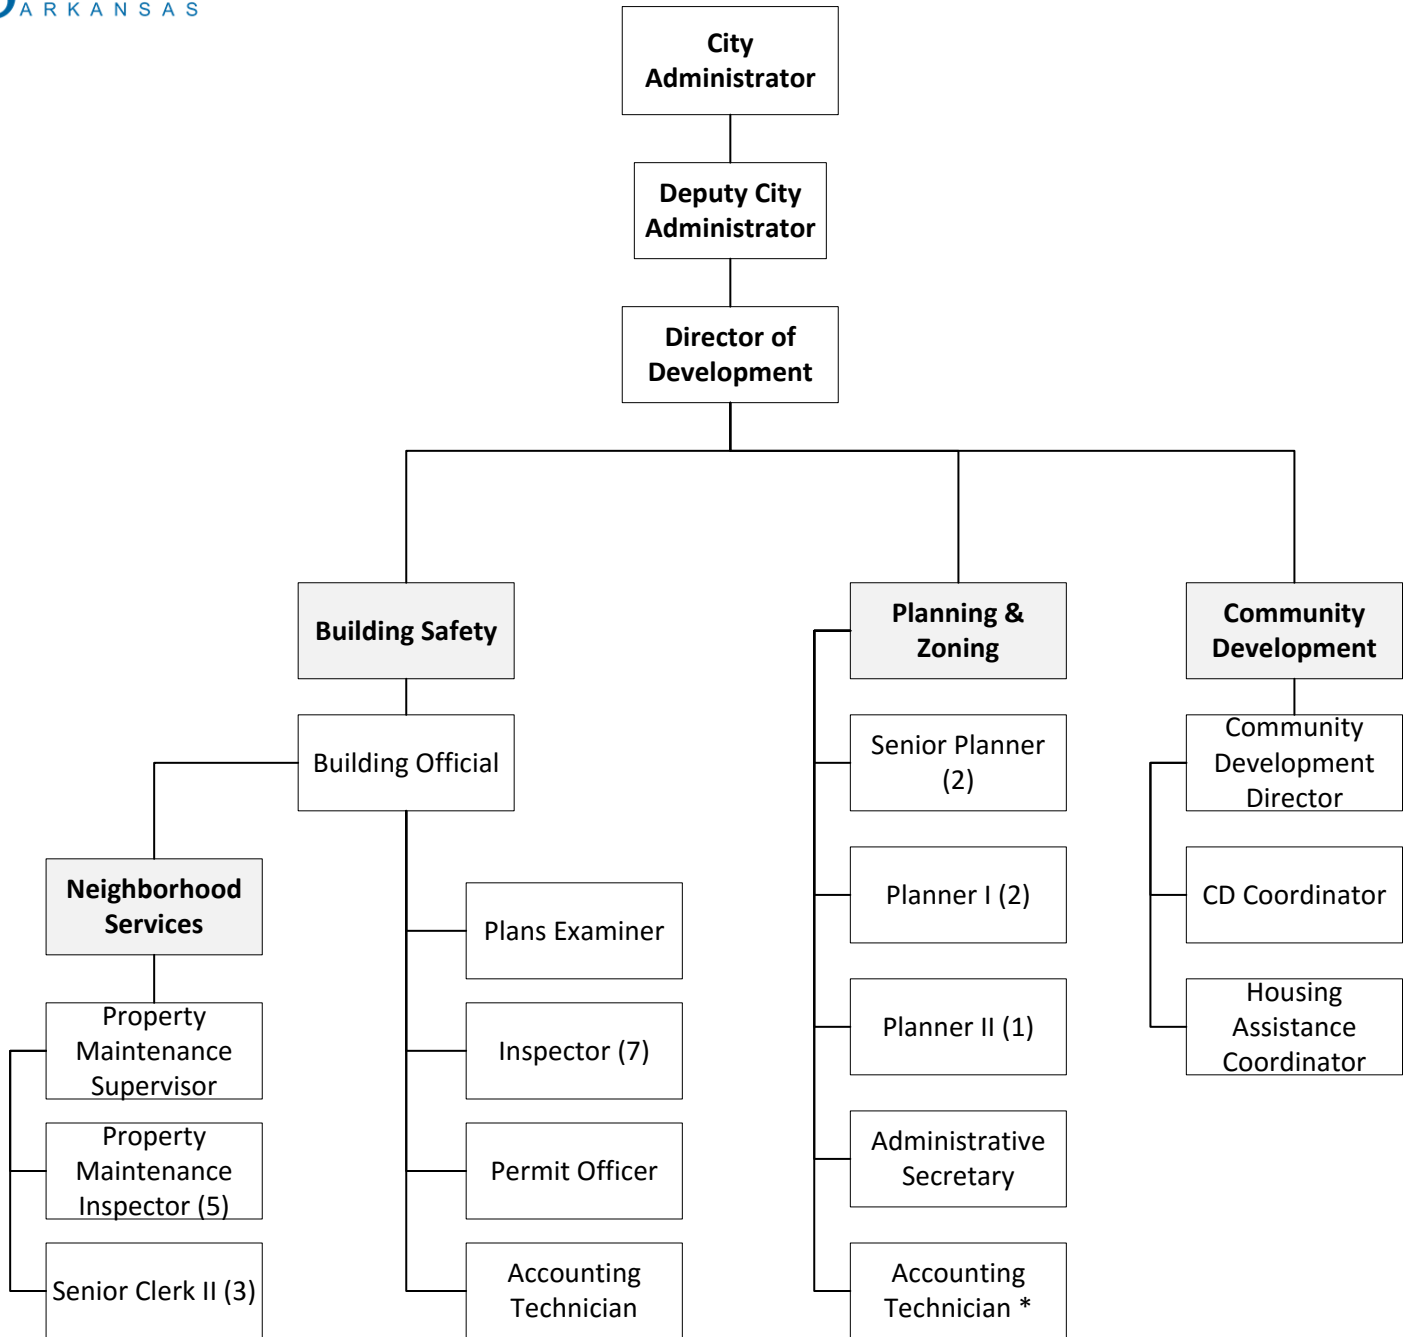 ARKANSAS
City
Administrator
Deputy City
Administrator
Director of
Development
Building Safety
Planning &
Zoning
Community
Development
Building Official
Senior Planner
(2)
Community
Development
Director
Neighborhood
Services
Plans Examiner
Planner I (2)
CD Coordinator
Property
Maintenance
Supervisor
Inspector (7)
Planner II (1)
Housing
Assistance
Coordinator
Property
Maintenance
Inspector (5)
Permit Officer
Administrative
Secretary
Senior Clerk II (3)
Accounting
Technician
Accounting
Technician *